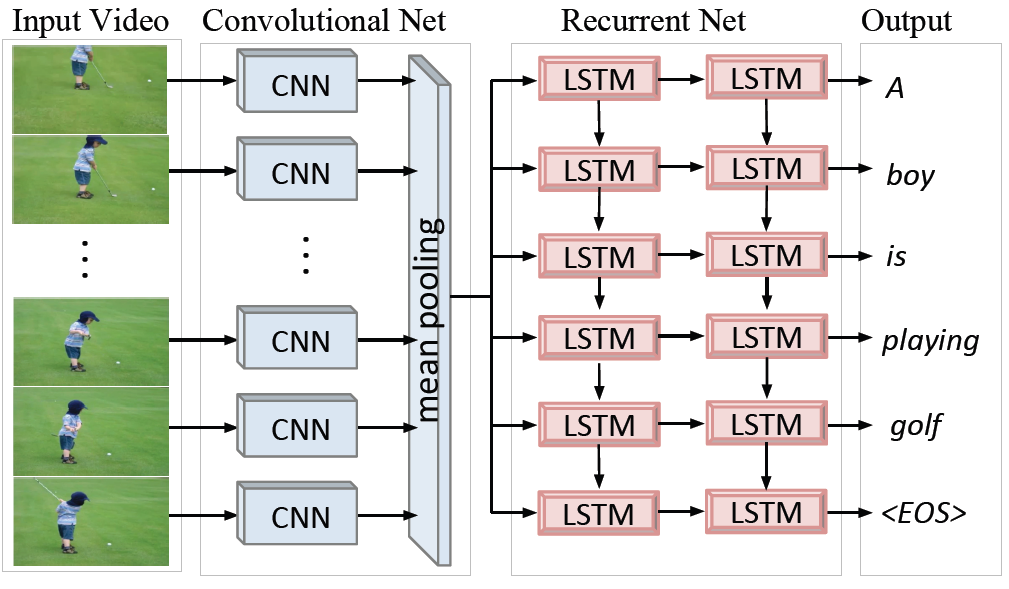 Input Video
Convolutional Net
Recurrent Net
Output
CNN
CNN
CNN
CNN
CNN
mean pooling
LSTM LSTM A
LSTM LSTM boy
LSTM LSTM is
LSTM LSTM playing
LSTM LSTM golf
LSTM LSTM <EOS>